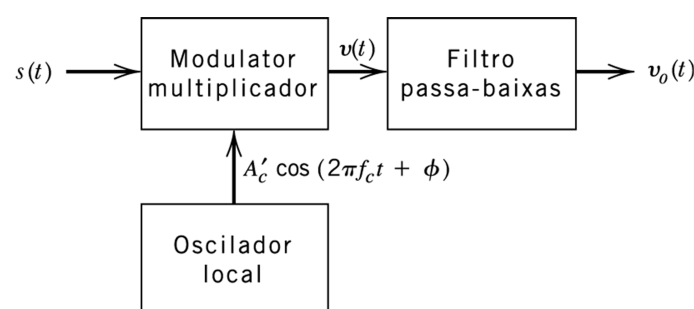 s(t)
Modulator
multiplicador
v(t)
Filtro
passa-baixas
vₒ(t)
A′c cos (2πfct + ϕ)
Oscilador
local